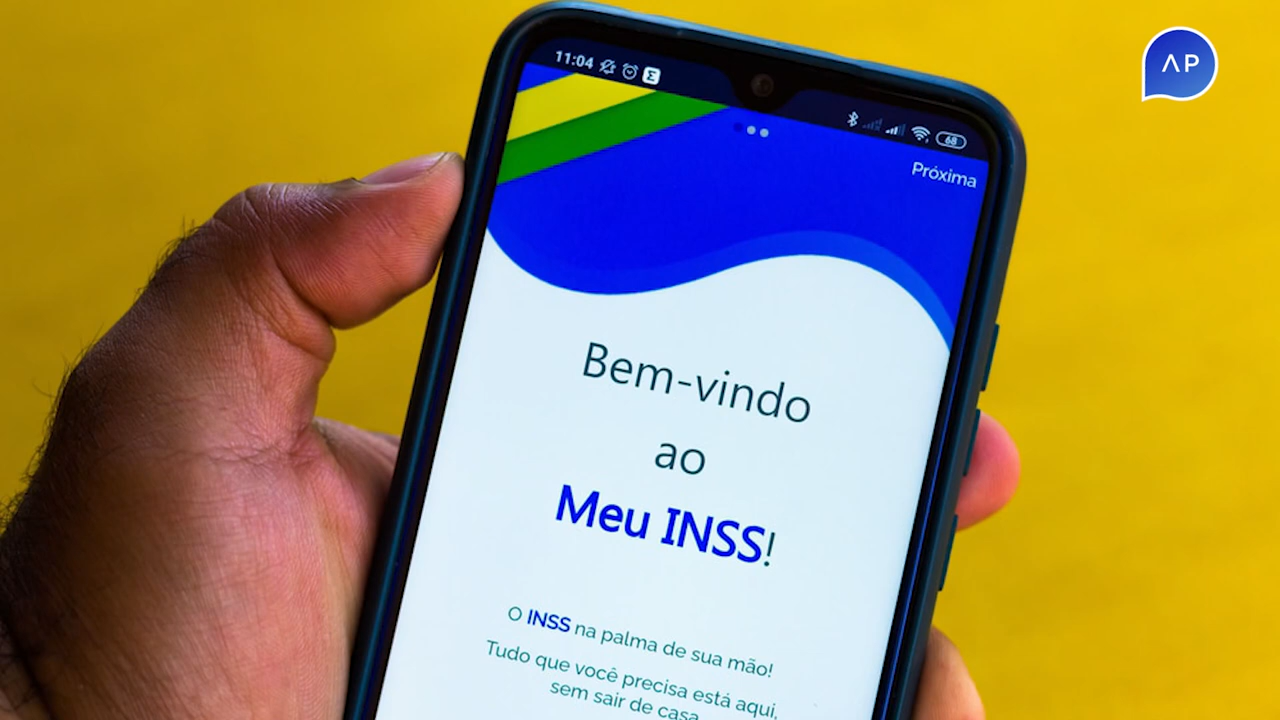 AP
11:04
68
Próxima
Bem-vindo
ao
Meu INSS!
O INSS na palma de sua mão!
Tudo que você precisa está aqui,
sem sair de casa